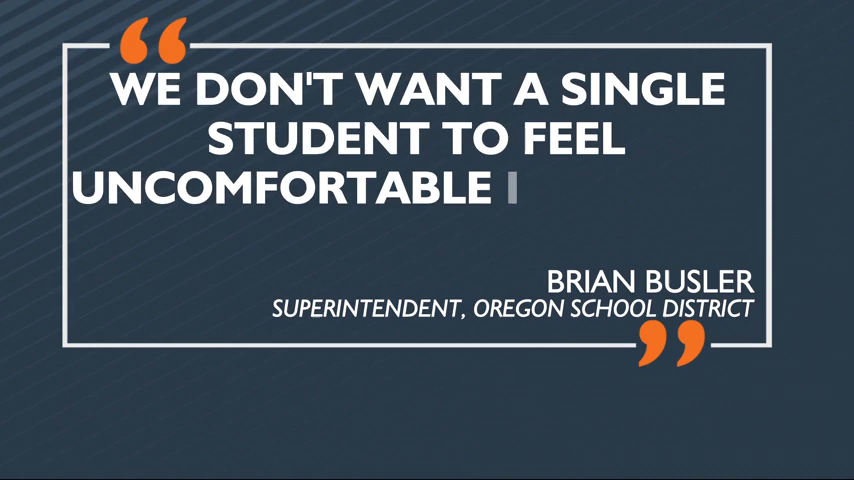 WE DON'T WANT A SINGLE
STUDENT TO FEEL
UNCOMFORTABLE I
BRIAN BUSLER
SUPERINTENDENT, OREGON SCHOOL DISTRICT